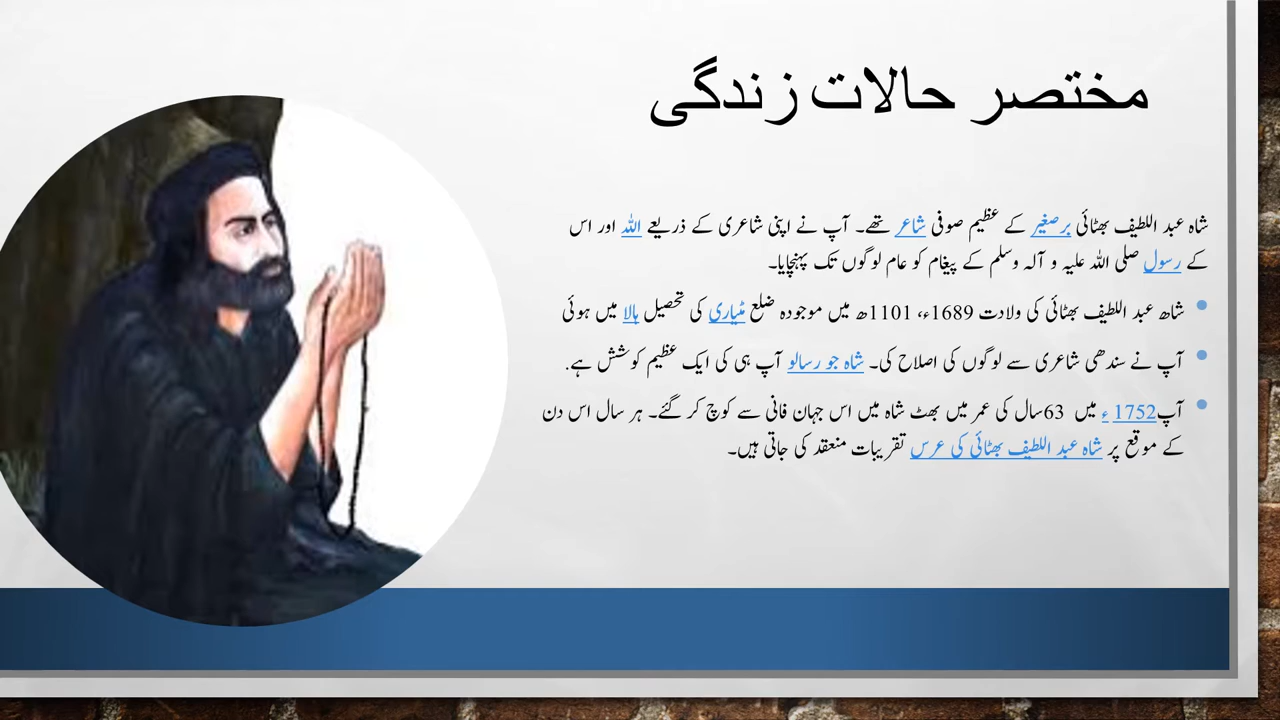 مختصر حالات زندگی
شاہ عبد اللطیف بھٹائی برصغیر کے عظیم صوفی شاعر تھے۔ آپ نے اپنی شاعری کے ذریعے اللہ اور اس
کے رسول صلی اللہ علیہ و آلہ وسلم کے پیغام کو عام لوگوں تک پہنچایا۔
• شاھ عبد اللطیف بھٹائی کی ولادت 1689ء، 1101ھ میں موجودہ ضلع مٹیاری کی تحصیل ہالا میں ہوئی
• آپ نے سندھی شاعری سے لوگوں کی اصلاح کی۔ شاہ جو رسالو آپ ہی کی ایک عظیم کوشش ہے.
• آپ1752 ء میں 63سال کی عمر میں بھٹ شاہ میں اس جہان فانی سے کوچ کر گئے۔ ہر سال اس دن
کے موقع پر شاہ عبد اللطیف بھٹائی کی عرس تقریبات منعقد کی جاتی ہیں۔